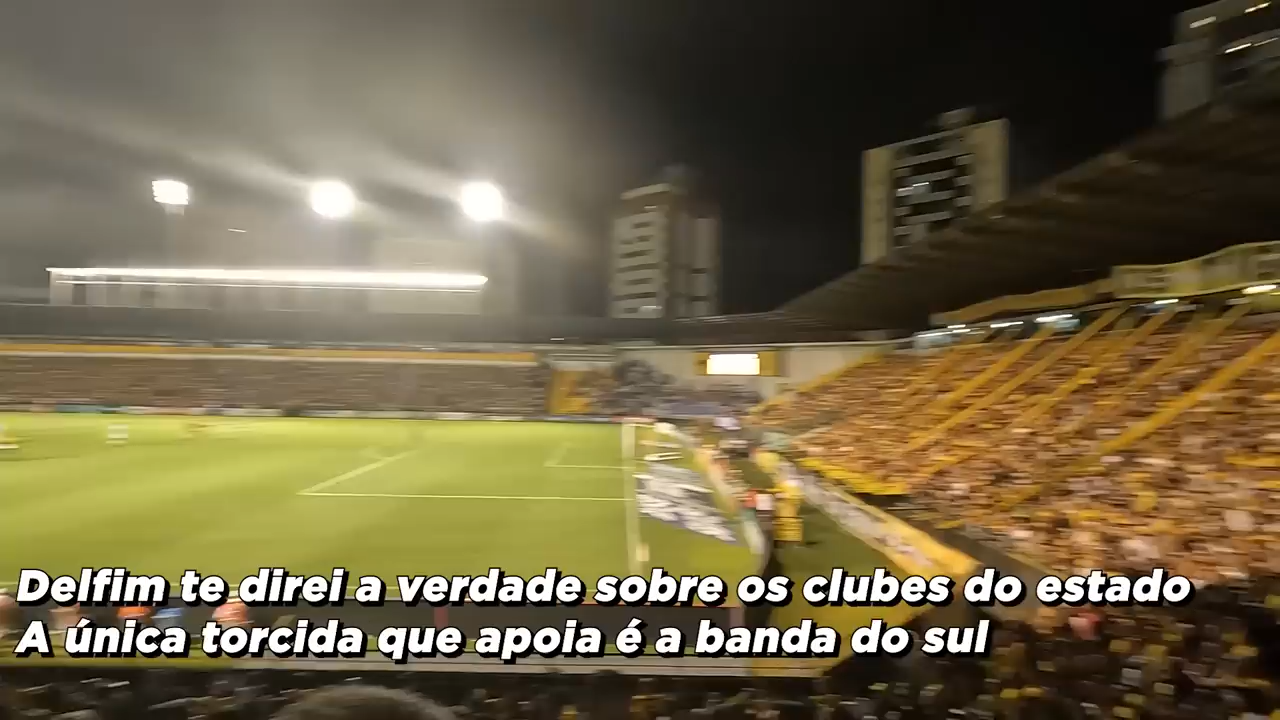 Delfim te direi a verdade sobre os clubes do estado
A única torcida que apoia é a banda do sul